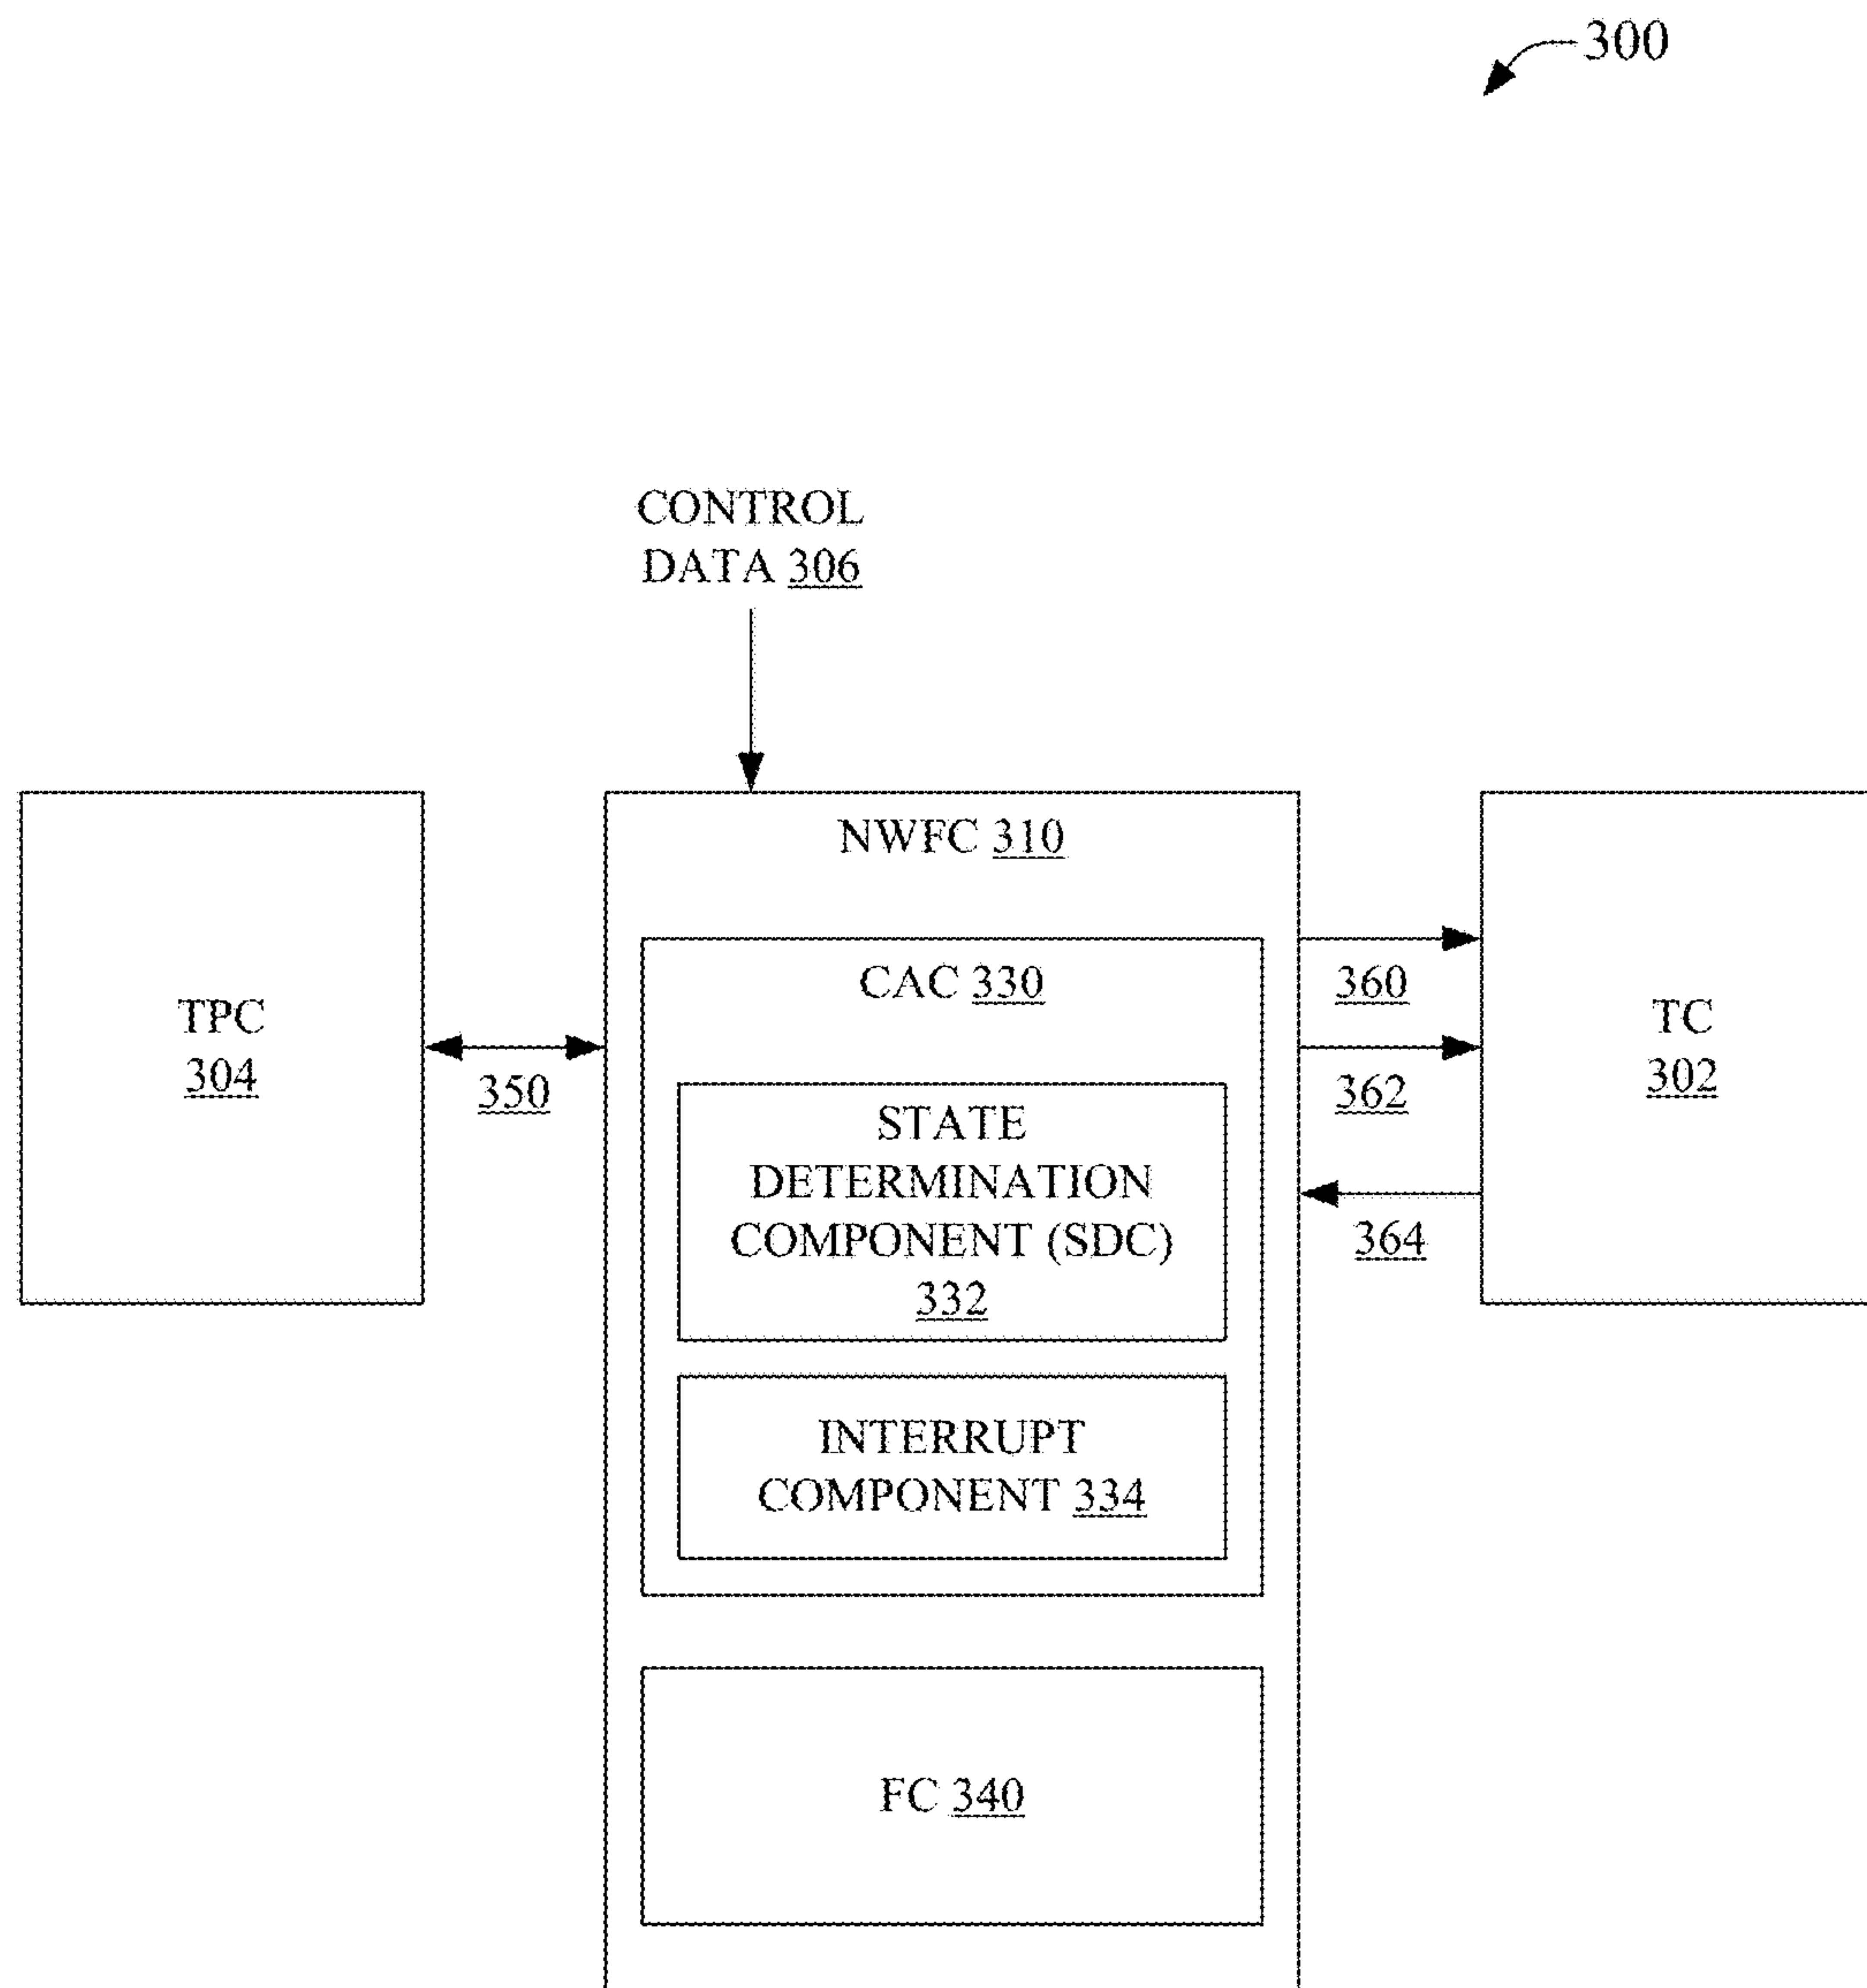 300
CONTROL
DATA 306
NWFC 310
CAC 330
360
TPC
304
TC
302
350
362
STATE
DETERMINATION
COMPONENT (SDC)
332
364
INTERRUPT
COMPONENT 334
FC 340